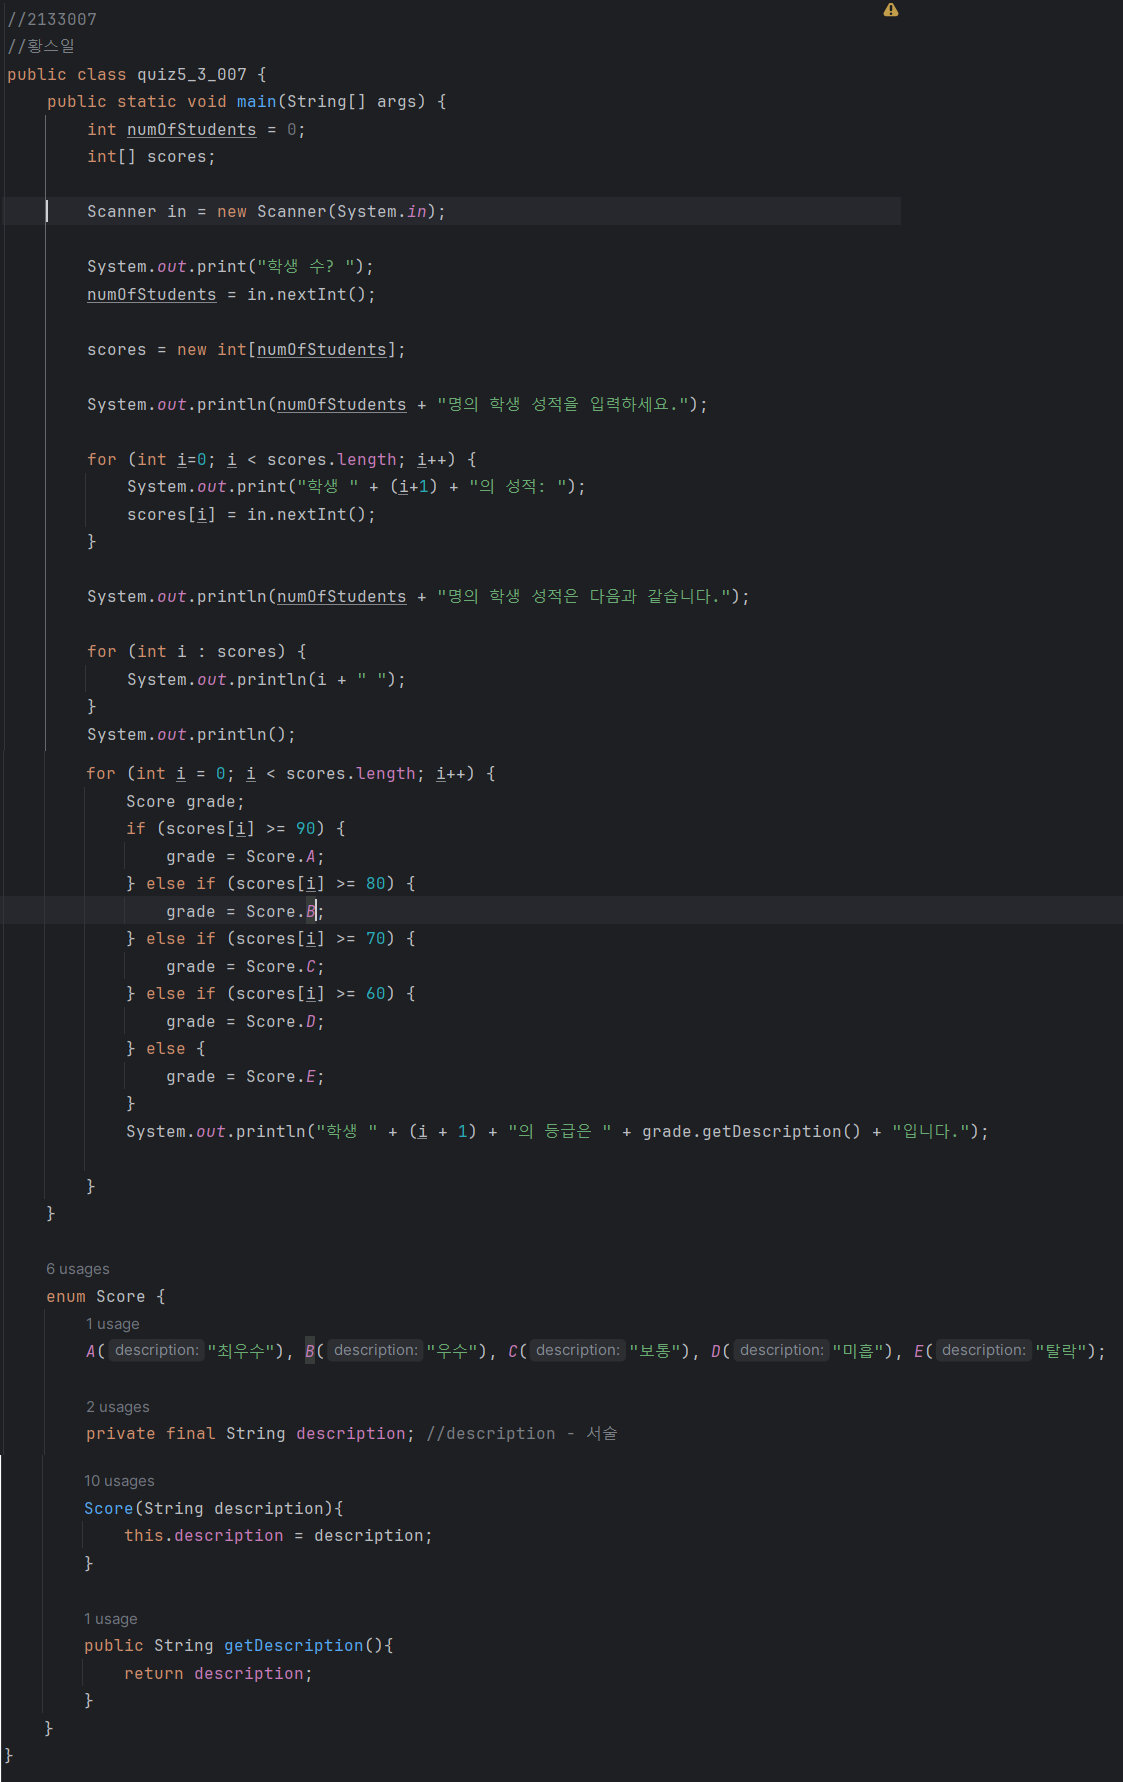 //2133007
//황스일
public class quiz5_3_007 {
public static void main(String[] args) {
int numOfStudents = 0;
int[] scores;
Scanner in = new Scanner(System.in);
System.out.print("학생 수? ");
numOfStudents = in.nextInt();
scores = new int[numOfStudents];
System.out.println(numOfStudents + "명의 학생 성적을 입력하세요.");
for (int i=0; i < scores.length; i++) {
System.out.print("학생 " + (i+1) + "의 성적: ");
scores[i] = in.nextInt();
}
System.out.println(numOfStudents + "명의 학생 성적은 다음과 같습니다.");
for (int i : scores) {
System.out.println(i + " ");
}
System.out.println();
for (int i = 0; i < scores.length; i++) {
Score grade;
if (scores[i] >= 90) {
grade = Score.A;
} else if (scores[i] >= 80) {
grade = Score.B;
} else if (scores[i] >= 70) {
grade = Score.C;
} else if (scores[i] >= 60) {
grade = Score.D;
} else {
grade = Score.E;
}
System.out.println("학생 " + (i + 1) + "의 등급은 " + grade.getDescription() + "입니다.");
}
}
6 usages
enum Score {
1 usage
A( description: "최우수"), B( description: "우수"), C( description: "보통"), D( description: "미흡"), E( description: "탈락");
2 usages
private final String description; //description - 서술
10 usages
Score(String description){
this.description = description;
}
1 usage
public String getDescription(){
return description;
}
}
}